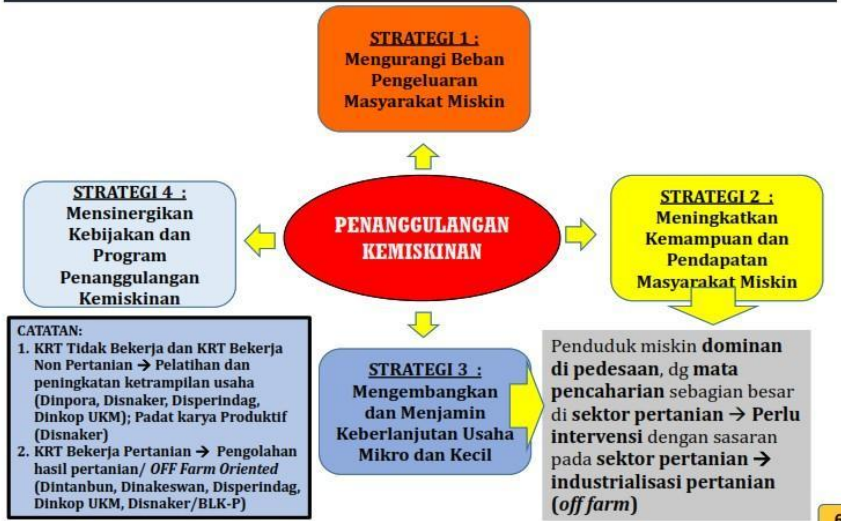 STRATEGI 1 :
Mengurangi Beban
Pengeluaran
Masyarakat Miskin
STRATEGI 4 :
Mensinergikan
Kebijakan dan
Program
Penanggulangan
Kemiskinan
PENANGGULANGAN
KEMISKINAN
STRATEGI 2 :
Meningkatkan
Kemampuan dan
Pendapatan
Masyarakat Miskin
CATATAN:
1. KRT Tidak Bekerja dan KRT Bekerja
Non Pertanian → Pelatihan dan
peningkatan ketrampilan usaha
(Dinpora, Disnaker, Disperindag,
Dinkop UKM); Padat karya Produktif
(Disnaker)
2. KRT Bekerja Pertanian → Pengolahan
hasil pertanian/ OFF Farm Oriented
(Dintanbun, Dinakeswan, Disperindag,
Dinkop UKM, Disnaker/BLK-P)
STRATEGI 3 :
Mengembangkan
dan Menjamin
Keberlanjutan Usaha
Mikro dan Kecil
Penduduk miskin dominan
di pedesaan, dg mata
pencaharian sebagian besar
di sektor pertanian → Perlu
intervensi dengan sasaran
pada sektor pertanian →
industrialisasi pertanian
(off farm)